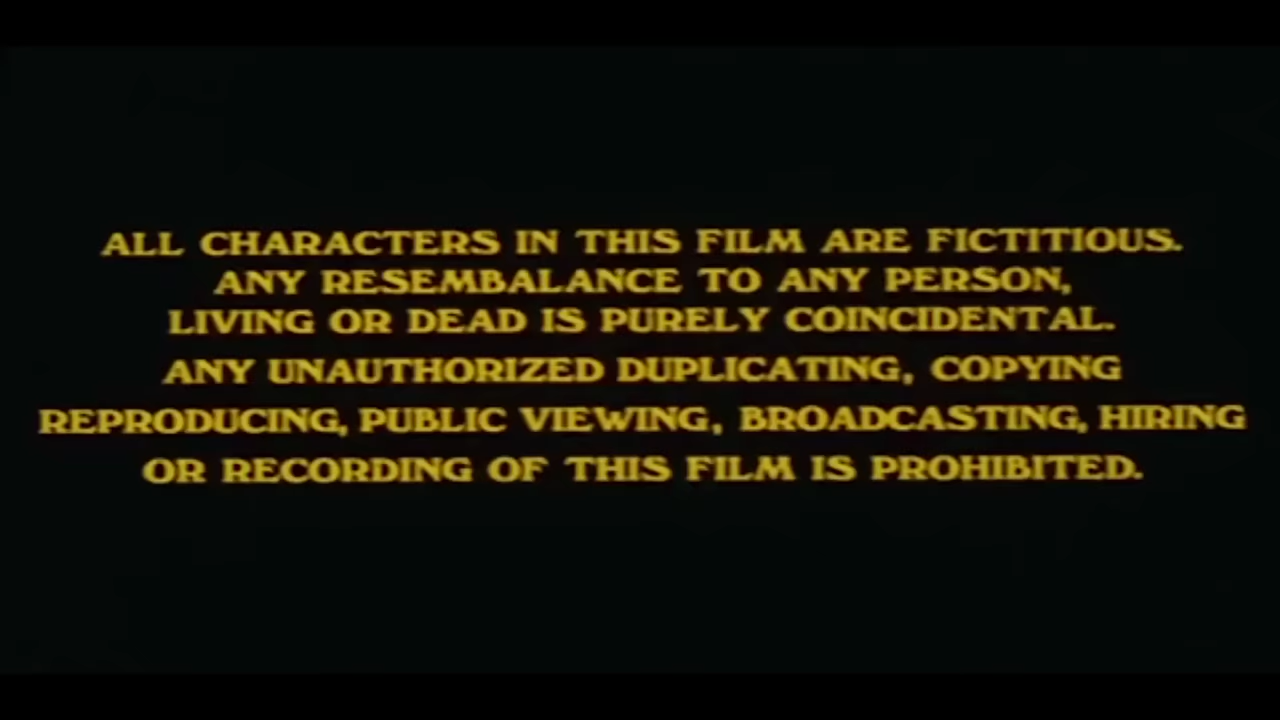 ALL CHARACTERS IN THIS FILM ARE FICTITIOUS.
ANY RESEMBALANCE TO ANY PERSON,
LIVING OR DEAD IS PURELY COINCIDENTAL.
ANY UNAUTHORIZED DUPLICATING, COPYING
REPRODUCING, PUBLIC VIEWING, BROADCASTING, HIRING
OR RECORDING OF THIS FILM IS PROHIBITED.